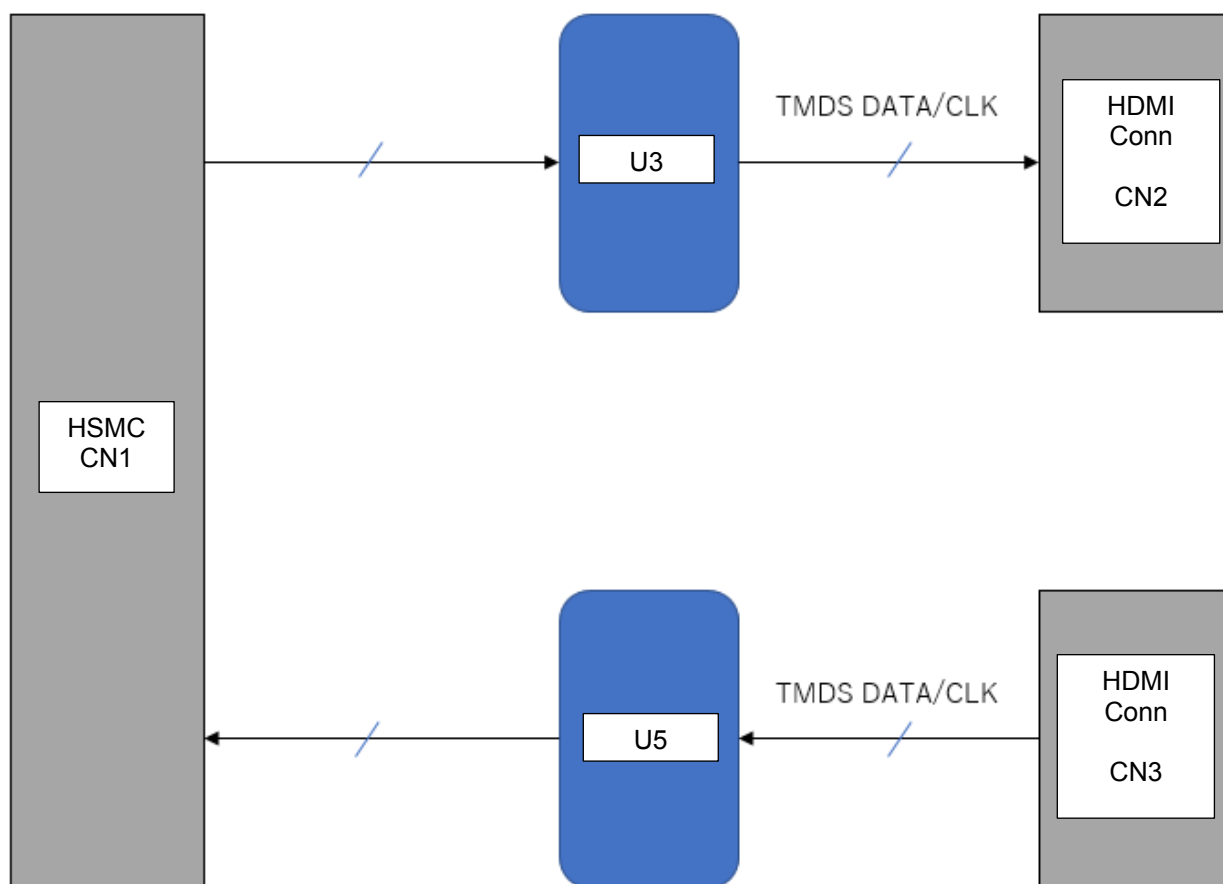 TMDS DATA/CLK
U3
HDMI
Conn
CN2
HSMC
CN1
TMDS DATA/CLK
U5
HDMI
Conn
CN3